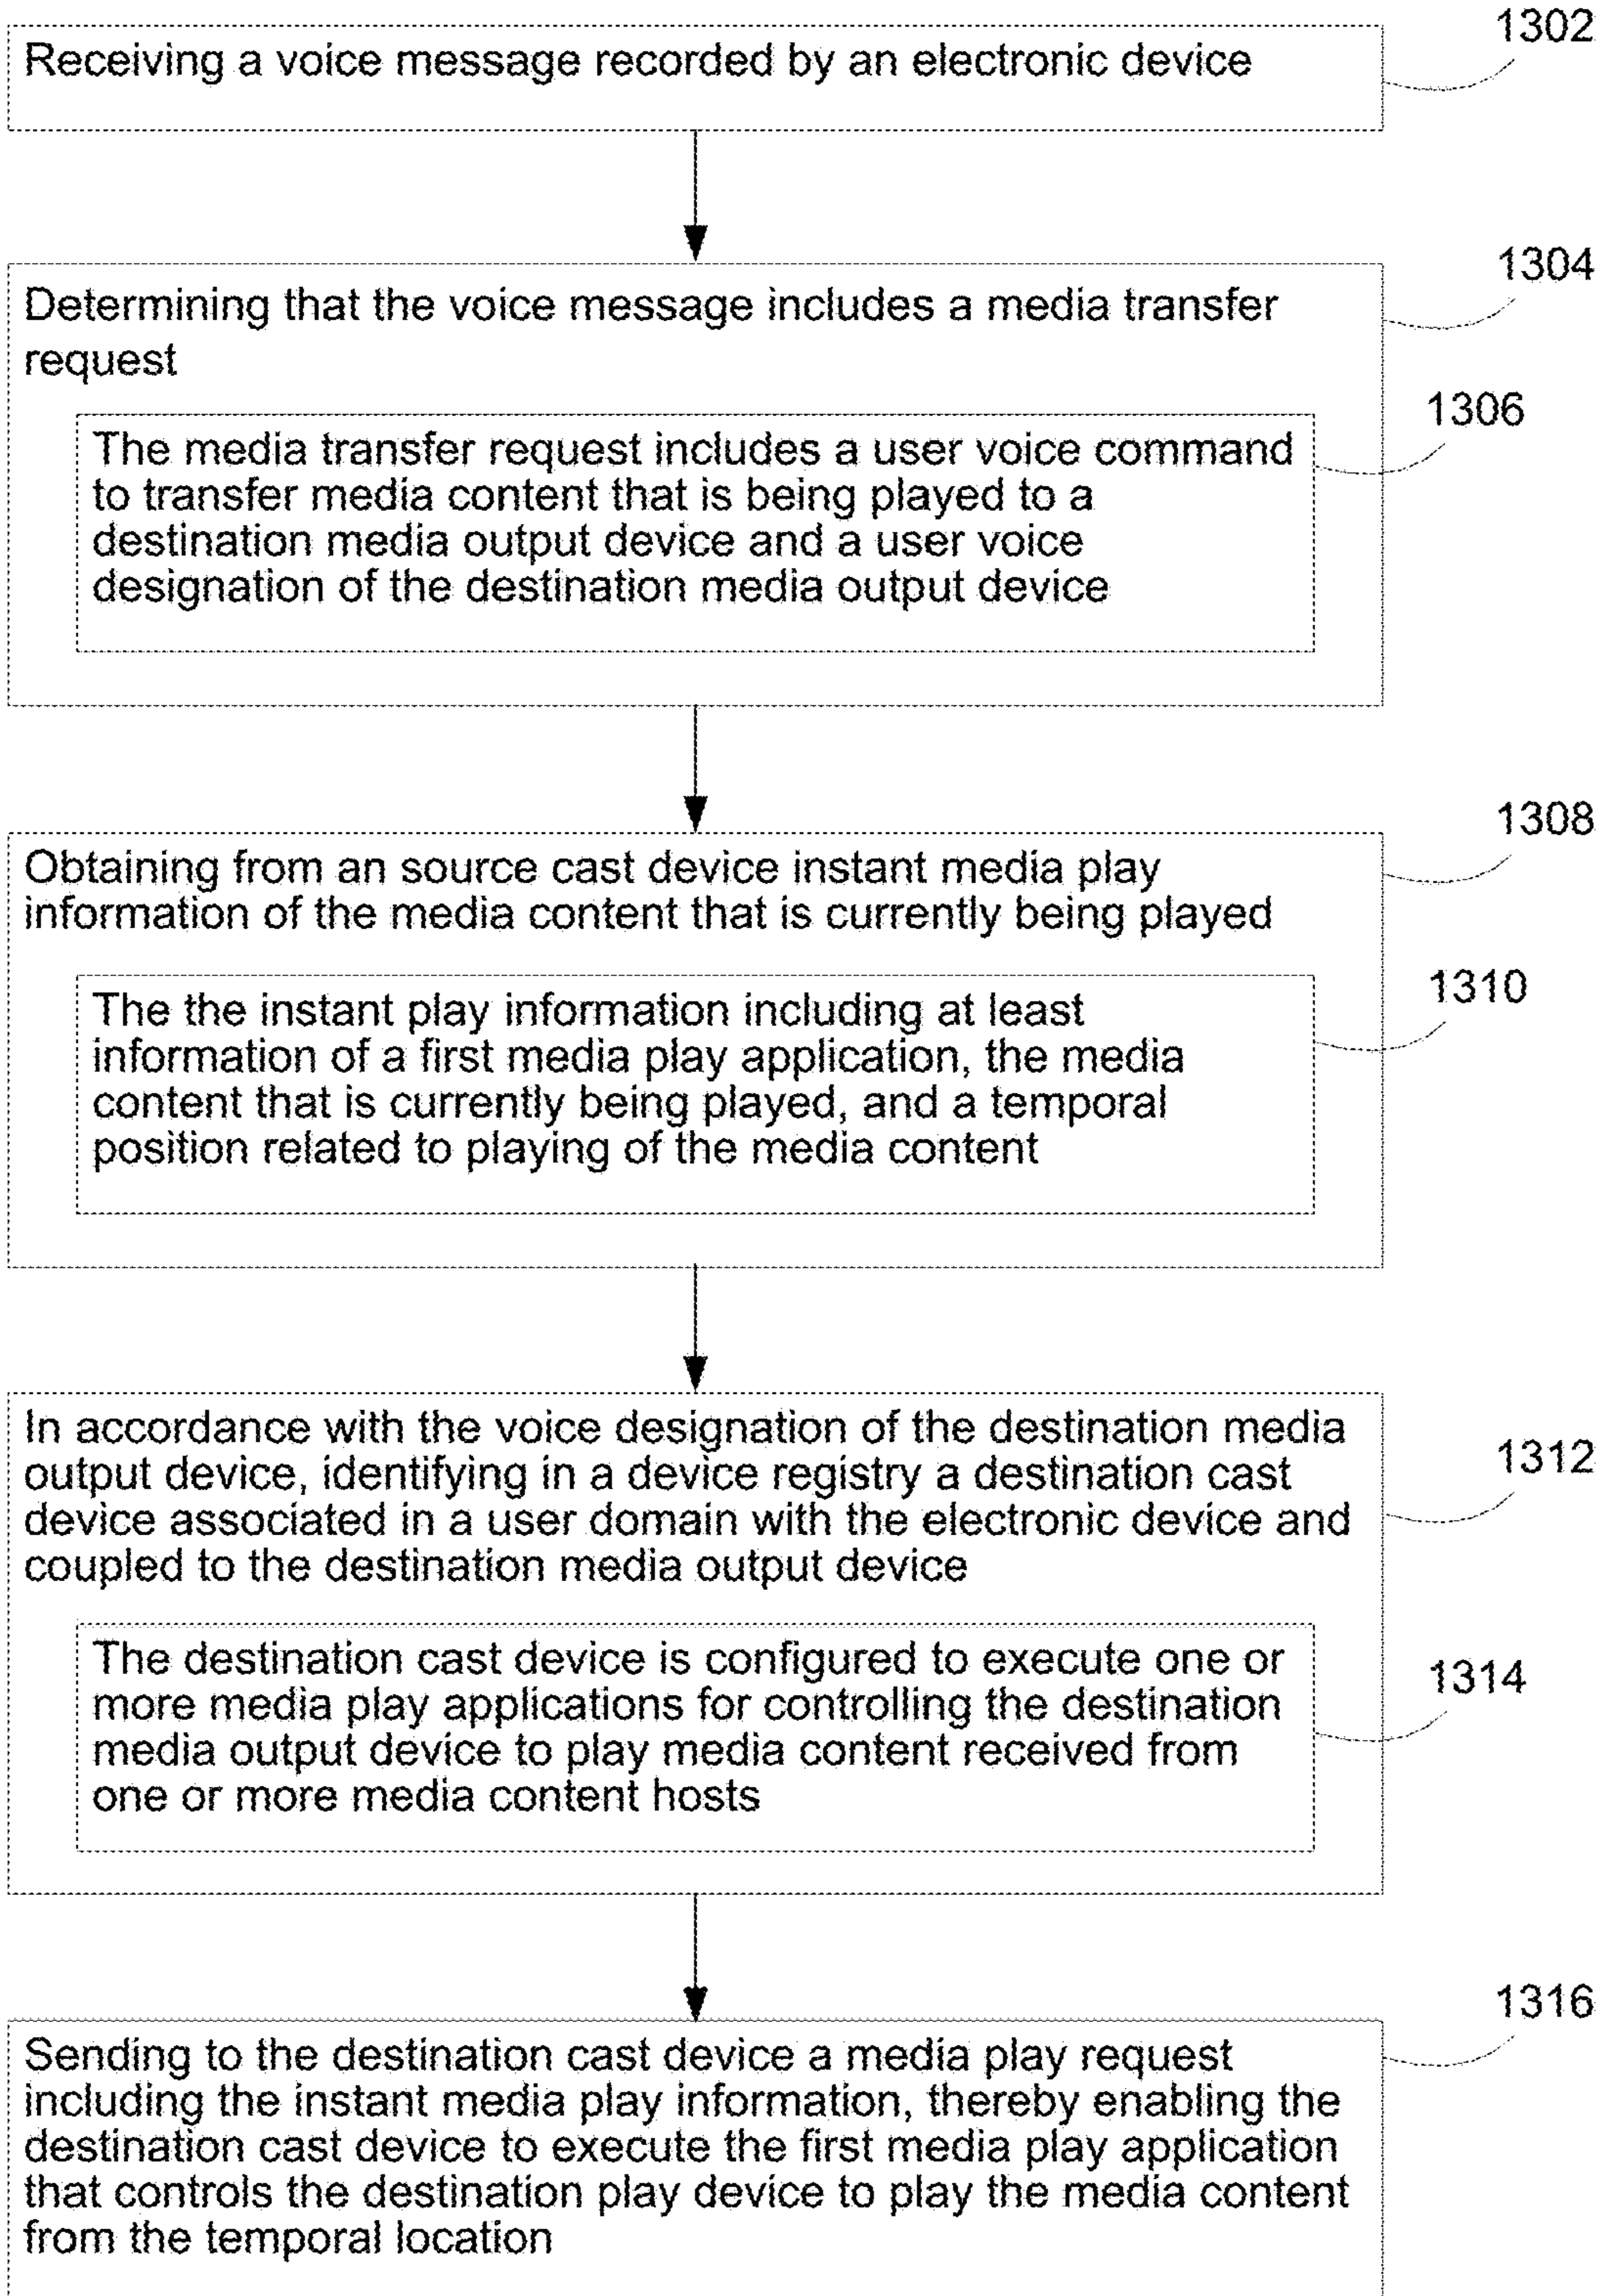 1302
Receiving a voice message recorded by an electronic device
1304
Determining that the voice message includes a media transfer
request
1306
The media transfer request includes a user voice command
to transfer media content that is being played to a
destination media output device and a user voice
designation of the destination media output device
1308
Obtaining from an source cast device instant media play
information of the media content that is currently being played
1310
The the instant play information including at least
information of a first media play application, the media
content that is currently being played, and a temporal
position related to playing of the media content
1312
In accordance with the voice designation of the destination media
output device, identifying in a device registry a destination cast
device associated in a user domain with the electronic device and
coupled to the destination media output device
1314
The destination cast device is configured to execute one or
more media play applications for controlling the destination
media output device to play media content received from
one or more media content hosts
1316
Sending to the destination cast device a media play request
including the instant media play information, thereby enabling the
destination cast device to execute the first media play application
that controls the destination play device to play the media content
from the temporal location